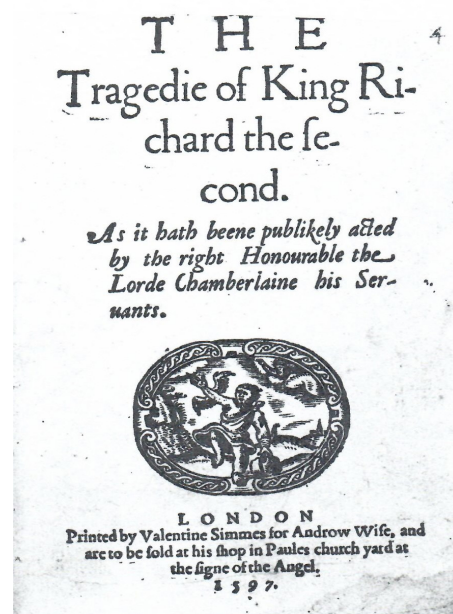 THE
Tragedie of King Ri-
chard the ſe-
cond.
As it hath beene publikely acted
by the right Honourable the
Lorde Chamberlaine his Ser-
uants.
LONDON
Printed by Valentine Simmes for Androw Wiſe, and
are to be ſold at his ſhop in Paules church yard at
the ſigne of the Angel.
1597.